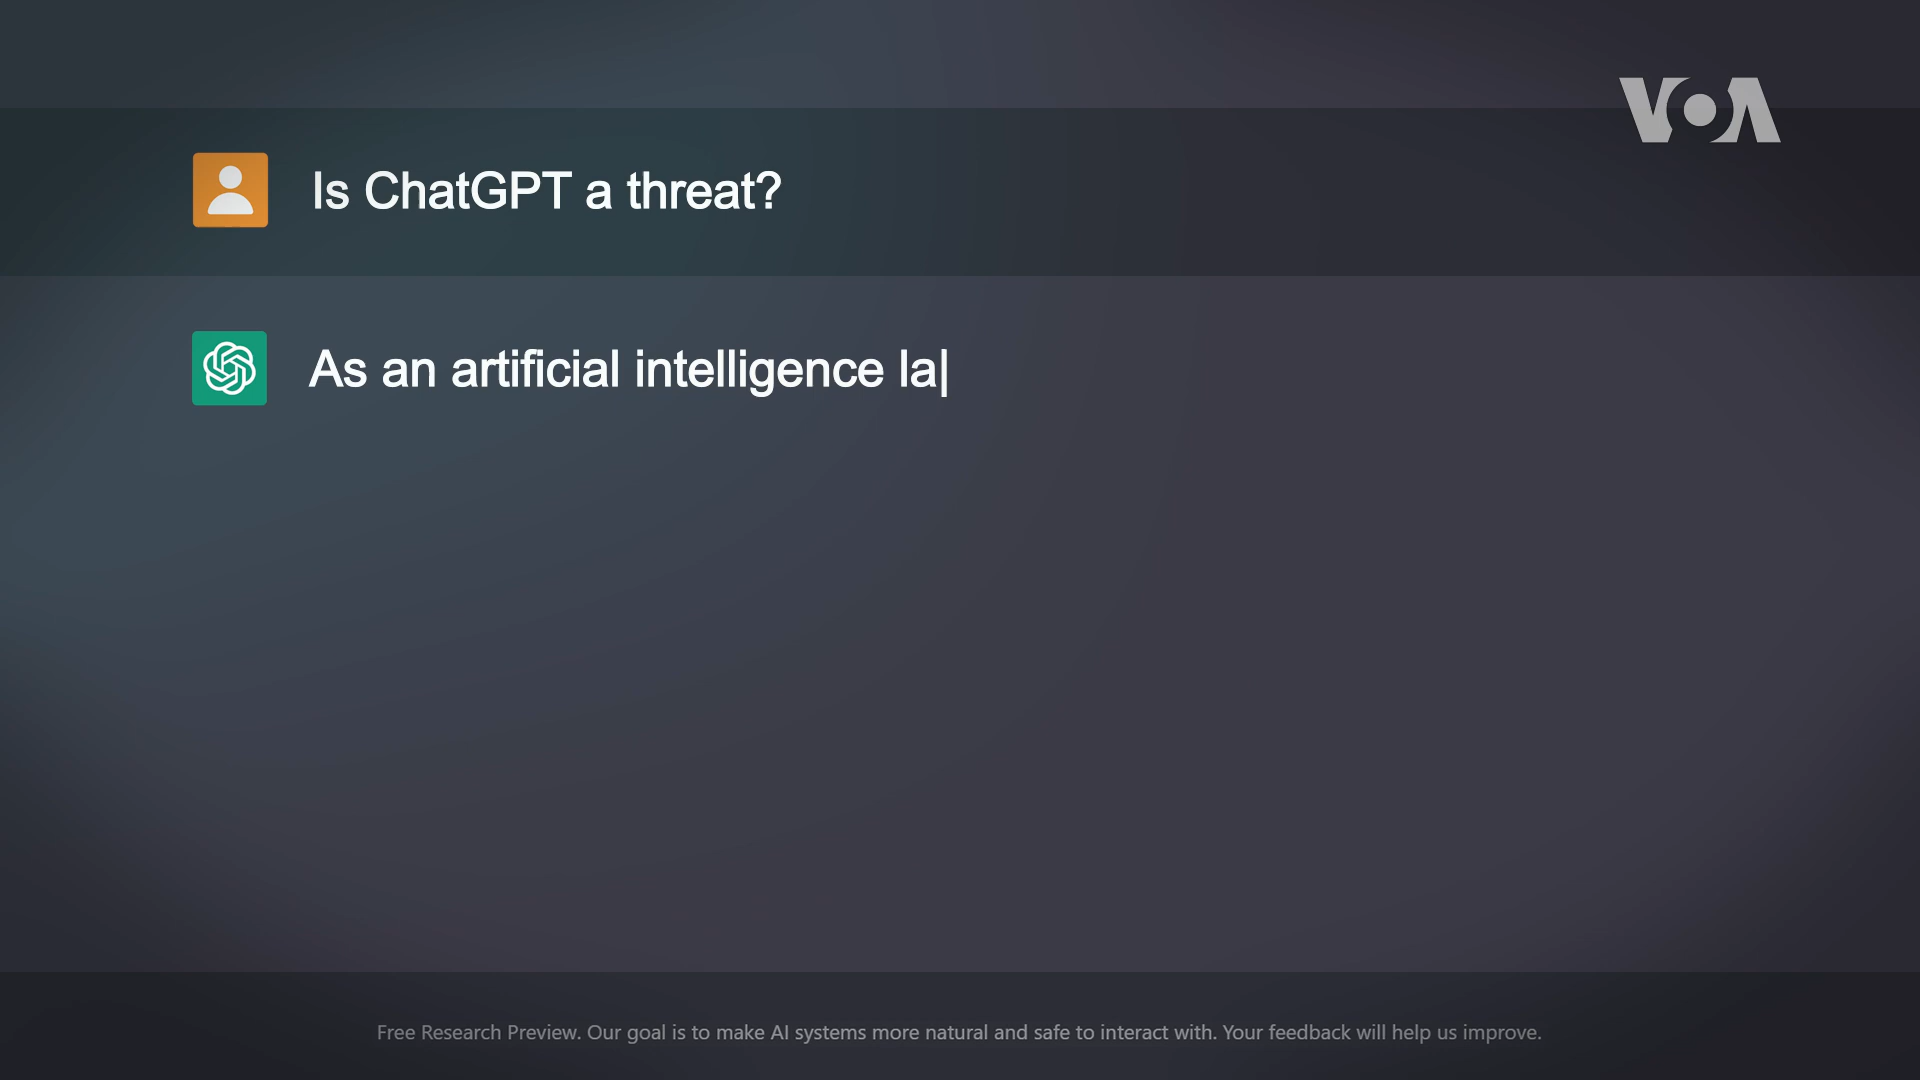 VOA
Is ChatGPT a threat?
As an artificial intelligence la|
Free Research Preview. Our goal is to make AI systems more natural and safe to interact with. Your feedback will help us improve.